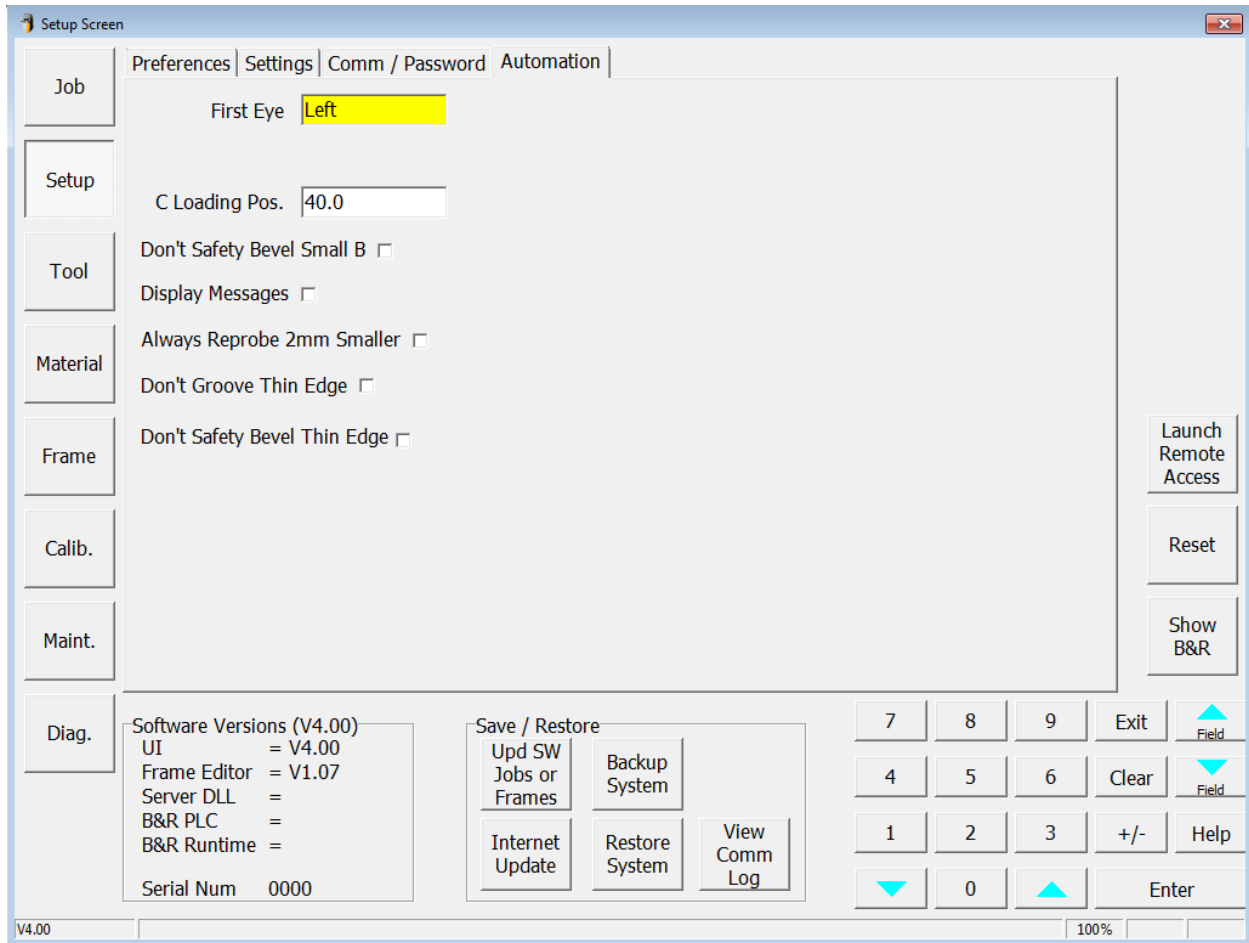 Setup Screen
Job
Setup
Tool
Material
Frame
Calib.
Maint.
Diag.
Preferences
Settings
Comm / Password
Automation
First Eye Left
C Loading Pos. 40.0
Don't Safety Bevel Small B
Display Messages
Always Reprobe 2mm Smaller
Don't Groove Thin Edge
Don't Safety Bevel Thin Edge
Launch
Remote
Access
Reset
Show
B&R
Software Versions (V4.00)
UI = V4.00
Frame Editor = V1.07
Server DLL =
B&R PLC =
B&R Runtime =
Serial Num 0000
Save / Restore
Upd SW
Jobs or
Frames
Backup
System
Internet
Update
Restore
System
View
Comm
Log
7 8 9 Exit Field
4 5 6 Clear Field
1 2 3 +/- Help
0 Enter
V4.00
100%